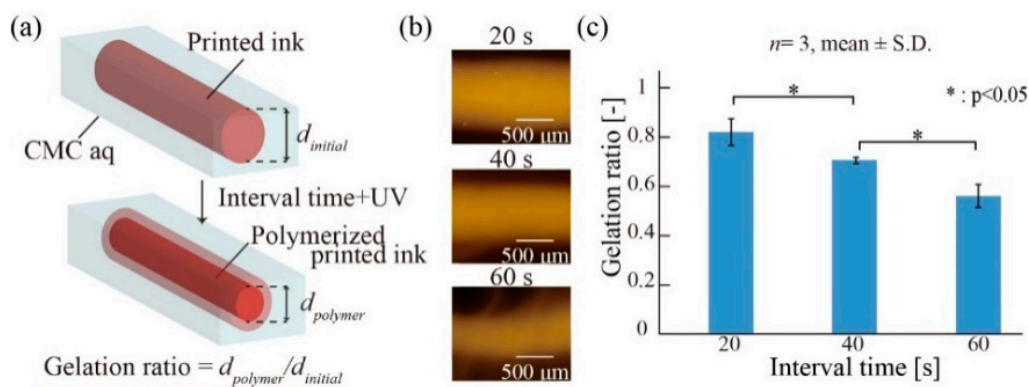 (a)
Printed ink
CMC aq
d_initial
Interval time+UV
Polymerized
printed ink
d_polymer
Gelation ratio = d_polymer/d_initial
(b)
20 s
500 μm
40 s
500 μm
60 s
500 μm
(c)
n= 3, mean ± S.D.
* : p<0.05
*
*
Gelation ratio [-]
1
0.8
0.6
0.4
0.2
0
20
40
60
Interval time [s]